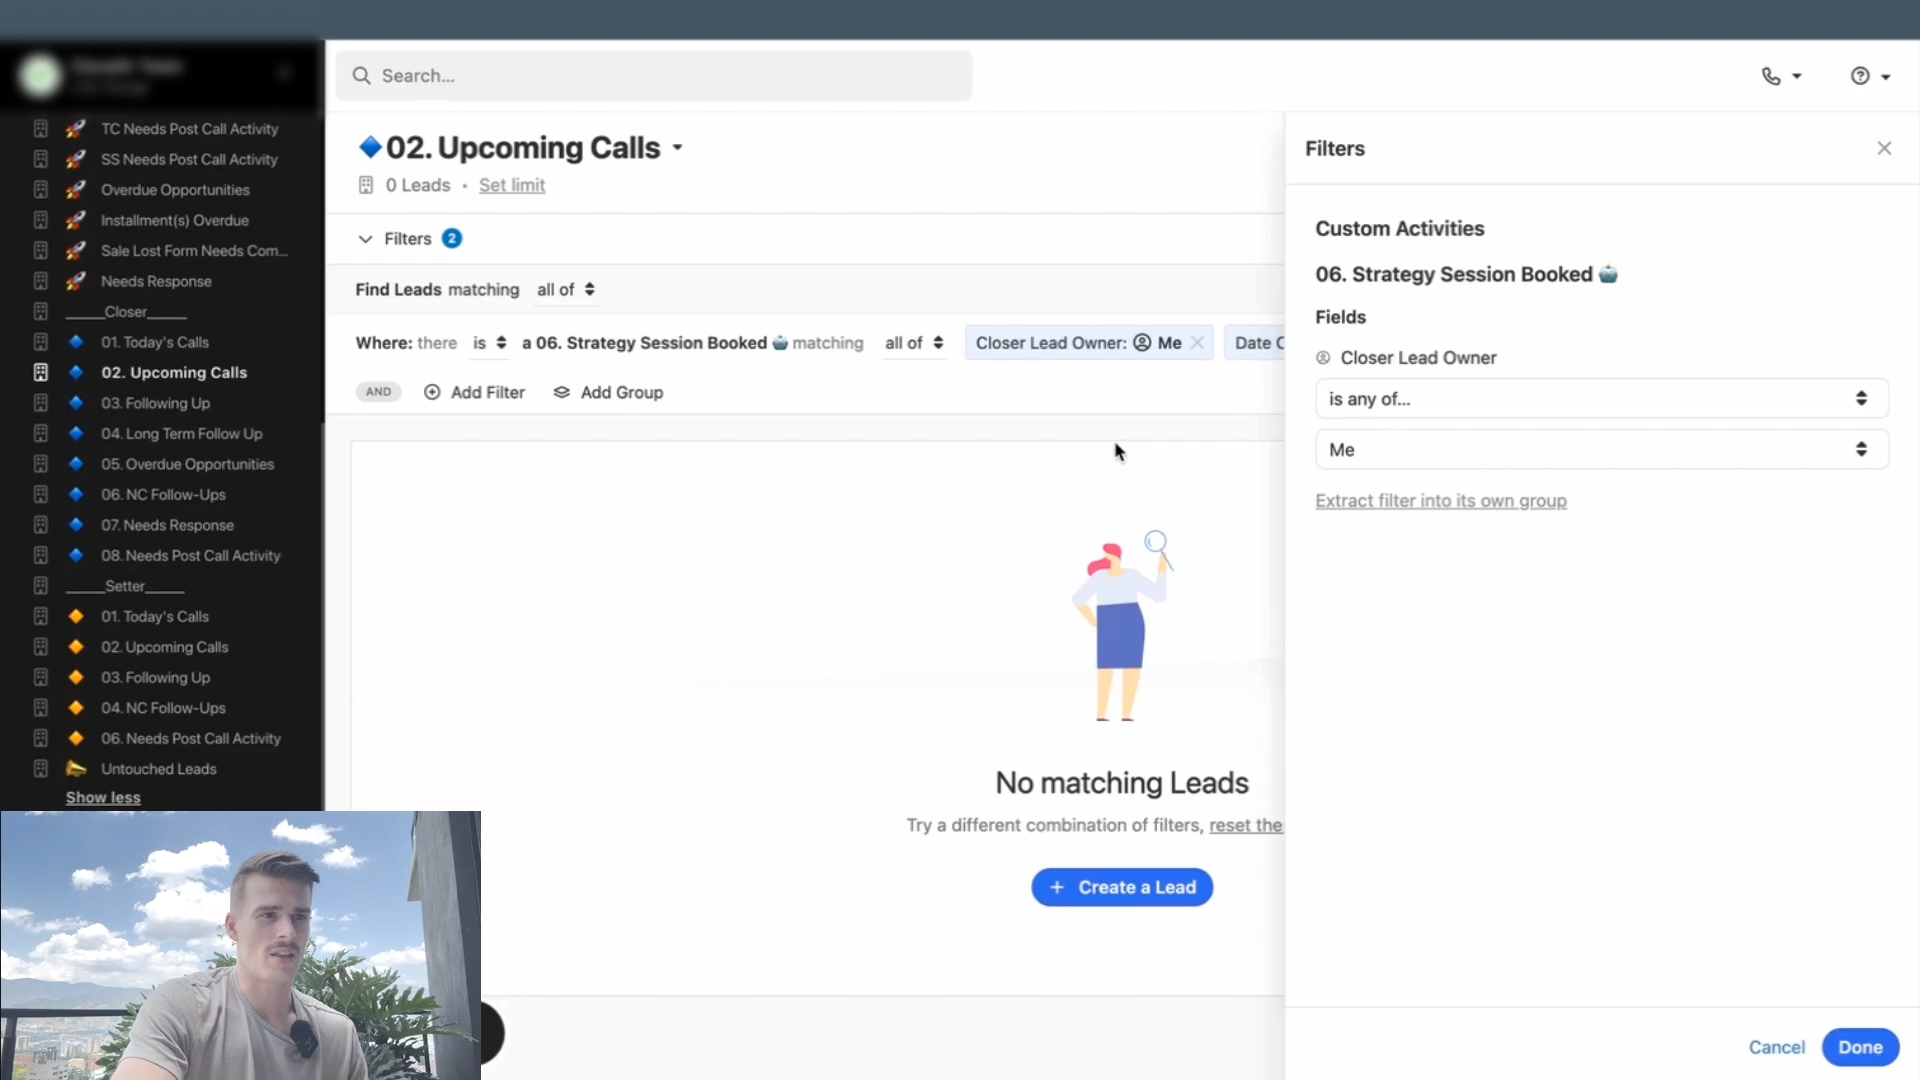 Search...
TC Needs Post Call Activity
SS Needs Post Call Activity
Overdue Opportunities
Installment(s) Overdue
Sale Lost Form Needs Com...
Needs Response
_____Closer_____
01. Today's Calls
02. Upcoming Calls
03. Following Up
04. Long Term Follow Up
05. Overdue Opportunities
06. NC Follow-Ups
07. Needs Response
08. Needs Post Call Activity
_____Setter_____
01. Today's Calls
02. Upcoming Calls
03. Following Up
04. NC Follow-Ups
06. Needs Post Call Activity
Untouched Leads
Show less
02. Upcoming Calls
0 Leads • Set limit
Filters 2
Find Leads matching all of
Where: there is a 06. Strategy Session Booked matching all of Closer Lead Owner: Me Date C
AND Add Filter Add Group
No matching Leads
Try a different combination of filters, reset the
+ Create a Lead
Filters
Custom Activities
06. Strategy Session Booked
Fields
Closer Lead Owner
is any of...
Me
Extract filter into its own group
Cancel Done